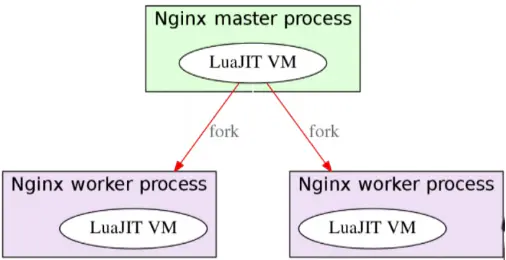 Nginx master process
LuaJIT VM
fork
fork
Nginx worker process
Nginx worker process
LuaJIT VM
LuaJIT VM